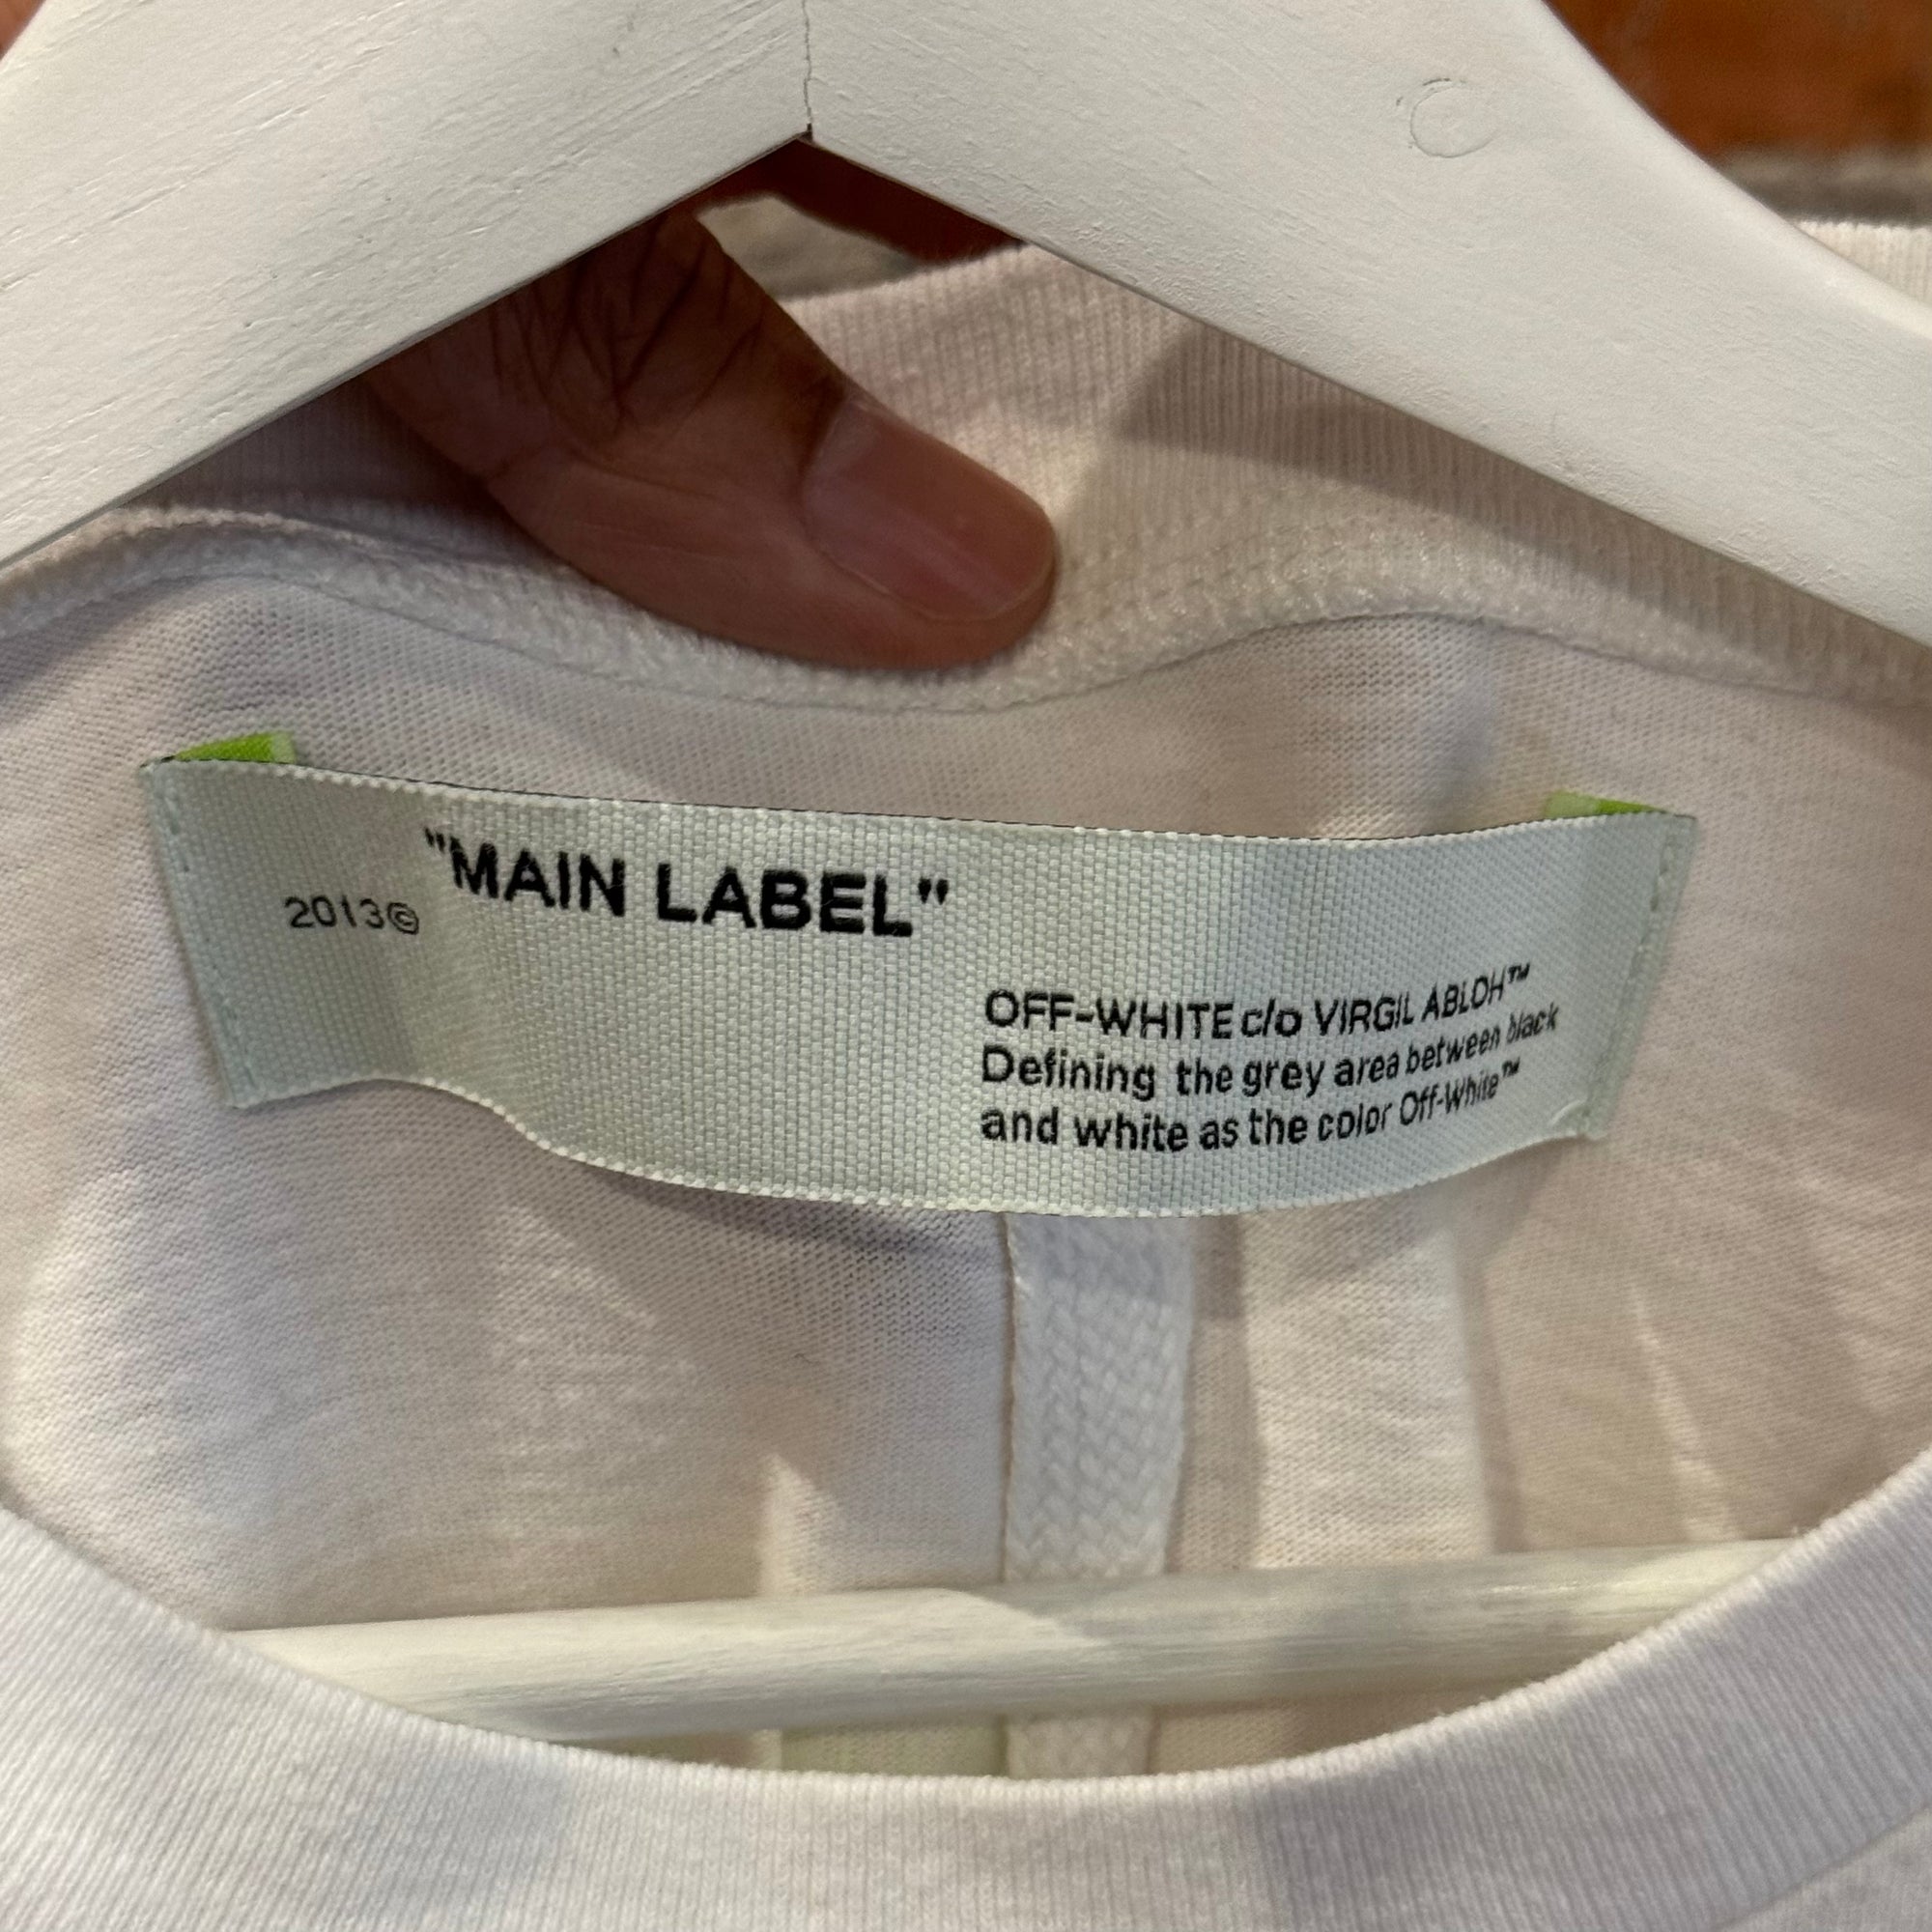 "MAIN LABEL"
2013©
OFF-WHITE c/o VIRGIL ABLOH™
Defining the grey area between black
and white as the color Off-White™